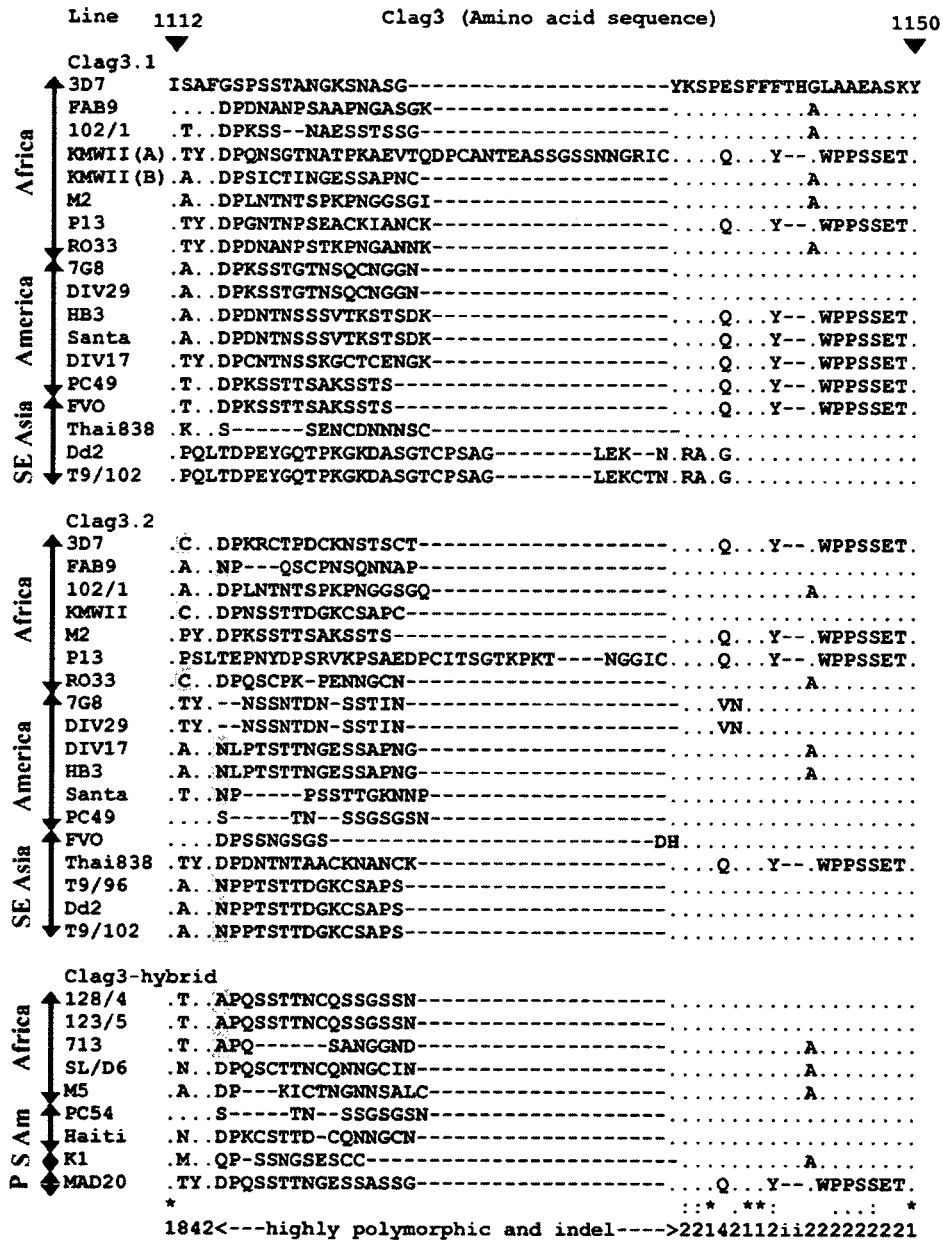 Line 1112 Clag3 (Amino acid sequence) 1150
Africa
America
SE Asia
Clag3.1
3D7 ISAFGSPSSTANGKSNASG---------------------YKSPESFFFTHGLAAEASKY
FAB9 ....DPDNANPSAAPNGASGK-------------------...........A........
102/1 .T..DPKSS--NAESSTSSG--------------------...........A........
KMWII(A) .TY.DPQNSGTNATPKAEVTQDPCANTEASSGSSNNGRIC....Q...Y--.WPPSSET.
KMWII(B) .A..DPSICTINGESSAPNC--------------------...........A........
M2 .A..DPLNTNTSPKPNGGSGI-------------------...........A........
P13 .TY.DPGNTNPSEACKIANCK-------------------....Q...Y--.WPPSSET.
RO33 .TY.DPDNANPSTKPNGANNK-------------------...........A........
7G8 .A..DPKSSTGTNSQCNGGN--------------------....................
DIV29 .A..DPKSSTGTNSQCNGGN--------------------....................
HB3 .A..DPDNTNSSSVTKSTSDK-------------------....Q...Y--.WPPSSET.
Santa .A..DPDNTNSSSVTKSTSDK-------------------....Q...Y--.WPPSSET.
DIV17 .TY.DPCNTNSSKGCTCENGK-------------------....Q...Y--.WPPSSET.
PC49 .T..DPKSSTTSAKSSTS----------------------....Q...Y--.WPPSSET.
FVO .T..DPKSSTTSAKSSTS----------------------....Q...Y--.WPPSSET.
Thai838 .K..S------SENCDNNNSC--------------------...................
Dd2 .PQLTDPEYGQTPKGKDASGTCPSAG--------LEK--N.RA.G...............
T9/102 .PQLTDPEYGQTPKGKDASGTCPSAG--------LEKCTN.RA.G...............
Africa
America
SE Asia
Clag3.2
3D7 .C..DPKRCTPDCKNSTSCT--------------------....Q...Y--.WPPSSET.
FAB9 .A..NP---QSCPNSQNNAP--------------------....................
102/1 .A..DPLNTNTSPKPNGGSGQ-------------------...........A........
KMWII .C..DPNSSTTDGKCSAPC---------------------....................
M2 .PY.DPKSSTTSAKSSTS----------------------....Q...Y--.WPPSSET.
P13 .PSLTEPNYDPSRVKPSAEDPCITSGTKPKT----NGGIC....Q...Y--.WPPSSET.
RO33 .C..DPQSCPK-PENNGCN---------------------...........A........
7G8 .TY.--NSSNTDN-SSTIN---------------------....VN..............
DIV29 .TY.--NSSNTDN-SSTIN---------------------....VN..............
DIV17 .A..NLPTSTTNGESSAPNG--------------------...........A........
HB3 .A..NLPTSTTNGESSAPNG--------------------...........A........
Santa .T..NP-----PSSTTGKNNP-------------------....................
PC49 ....S-----TN--SSGSGSN-------------------....................
FVO ....DPSSNGSGS--------------------------DH...................
Thai838 .TY.DPDNTNTAACKNANCK--------------------....Q...Y--.WPPSSET.
T9/96 .A..NPPTSTTDGKCSAPS---------------------....................
Dd2 .A..NPPTSTTDGKCSAPS---------------------....................
T9/102 .A..NPPTSTTDGKCSAPS---------------------....................
Africa
S Am
P
Clag3-hybrid
128/4 .T..APQSSTTNCQSSGSSN--------------------....................
123/5 .T..APQSSTTNCQSSGSSN--------------------....................
713 .T..APQ------SANGGND--------------------...........A........
SL/D6 .N..DPQSCTTNCQNNGCIN--------------------...........A........
M5 .A..DP---KICTNGNNSALC-------------------...........A........
PC54 ....S-----TN--SSGSGSN-------------------....................
Haiti .N..DPKCSTTD-CQNNGCN--------------------....................
K1 .M..QP-SSNGSESCC------------------------...........A........
MAD20 .TY.DPQSSTTNGESSASSG--------------------....Q...Y--.WPPSSET.
* ::* .**: ....: *
1842<---highly polymorphic and indel---->22142112ii2222222221